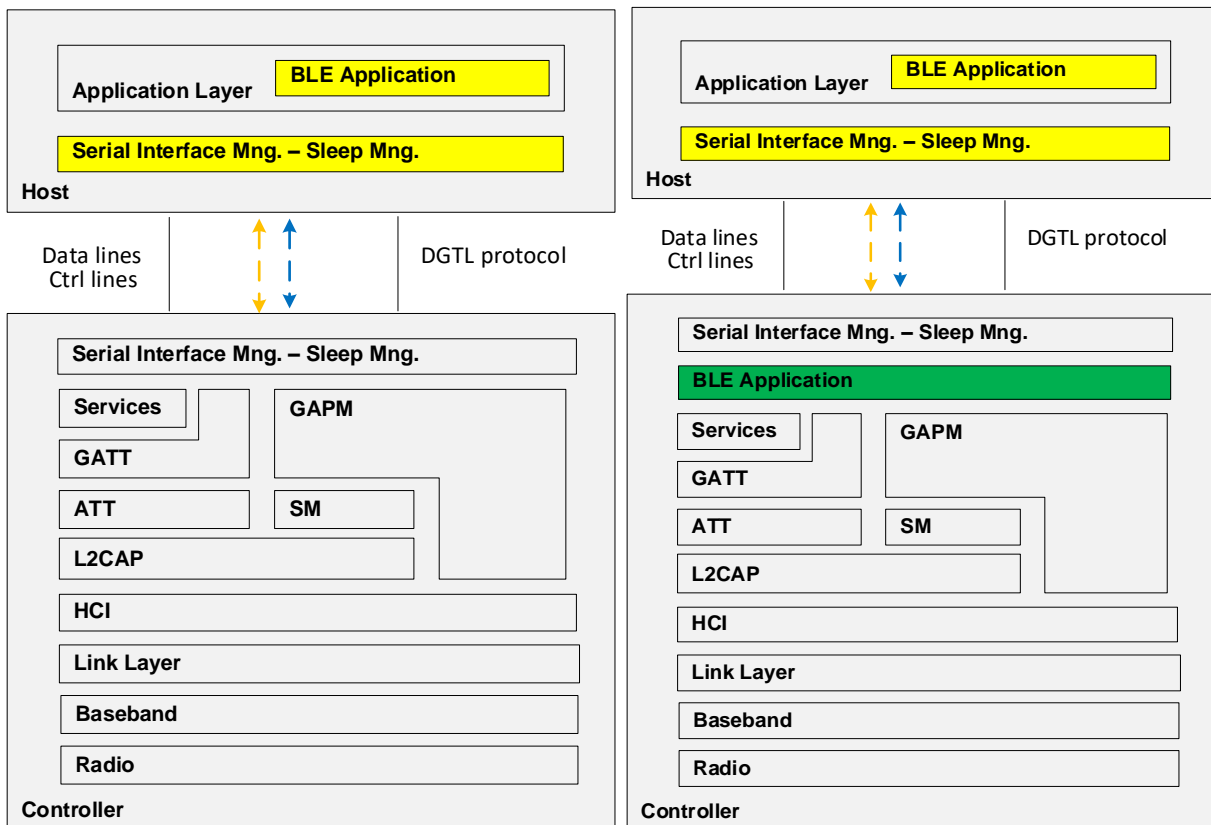 BLE Application
Application Layer
Serial Interface Mng. – Sleep Mng.
Host
Data lines
Ctrl lines
DGTL protocol
Serial Interface Mng. – Sleep Mng.
Services
GAPM
GATT
ATT
SM
L2CAP
HCI
Link Layer
Baseband
Radio
Controller
BLE Application
Application Layer
Serial Interface Mng. – Sleep Mng.
Host
Data lines
Ctrl lines
DGTL protocol
Serial Interface Mng. – Sleep Mng.
BLE Application
Services
GAPM
GATT
ATT
SM
L2CAP
HCI
Link Layer
Baseband
Radio
Controller